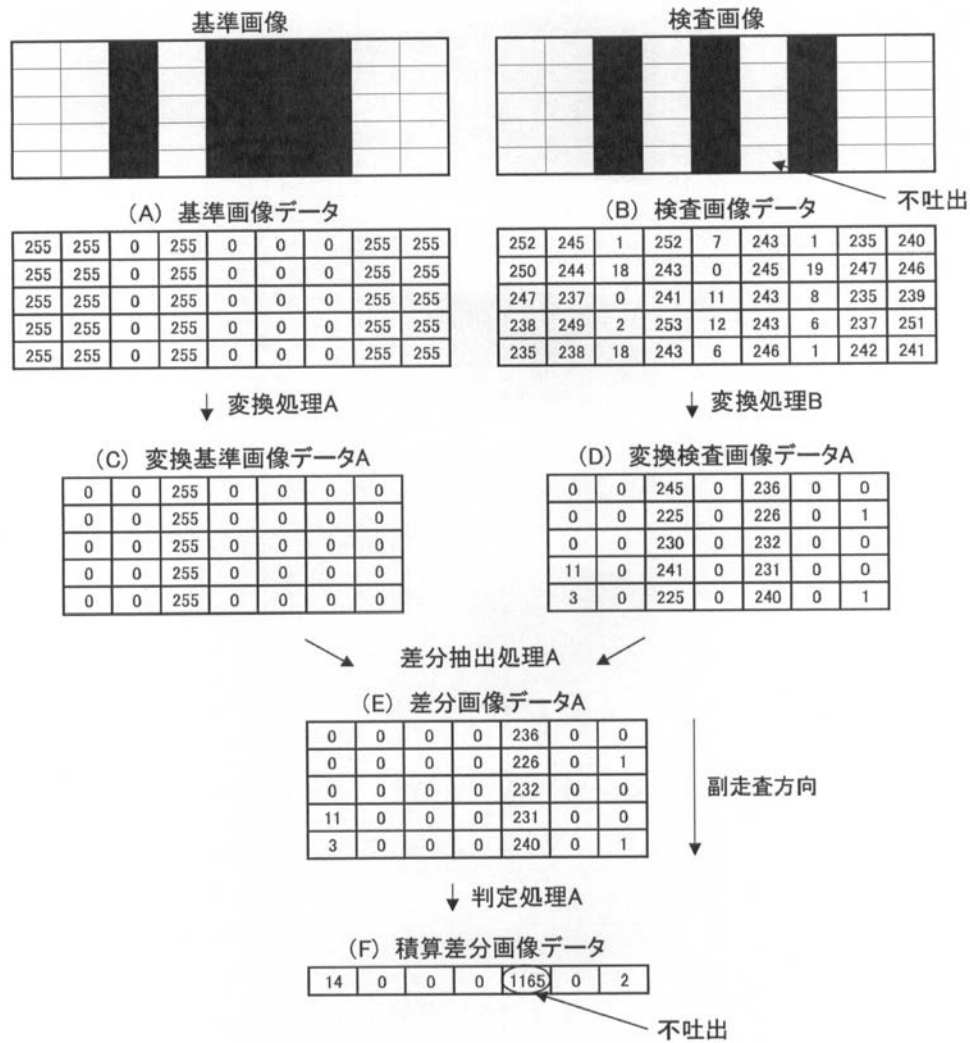 基準画像
検査画像
不吐出
(A) 基準画像データ
255 255 0 255 0 0 0 255 255
255 255 0 255 0 0 0 255 255
255 255 0 255 0 0 0 255 255
255 255 0 255 0 0 0 255 255
255 255 0 255 0 0 0 255 255
(B) 検査画像データ
252 245 1 252 7 243 1 235 240
250 244 18 243 0 245 19 247 246
247 237 0 241 11 243 8 235 239
238 249 2 253 12 243 6 237 251
235 238 18 243 6 246 1 242 241
↓ 変換処理A
↓ 変換処理B
(C) 変換基準画像データA
0 0 255 0 0 0 0
0 0 255 0 0 0 0
0 0 255 0 0 0 0
0 0 255 0 0 0 0
0 0 255 0 0 0 0
(D) 変換検査画像データA
0 0 245 0 236 0 0
0 0 225 0 226 0 1
0 0 230 0 232 0 0
11 0 241 0 231 0 0
3 0 225 0 240 0 1
差分抽出処理A
(E) 差分画像データA
0 0 0 0 236 0 0
0 0 0 0 226 0 1
0 0 0 0 232 0 0
11 0 0 0 231 0 0
3 0 0 0 240 0 1
副走査方向
↓ 判定処理A
(F) 積算差分画像データ
14 0 0 0 1165 0 2
不吐出